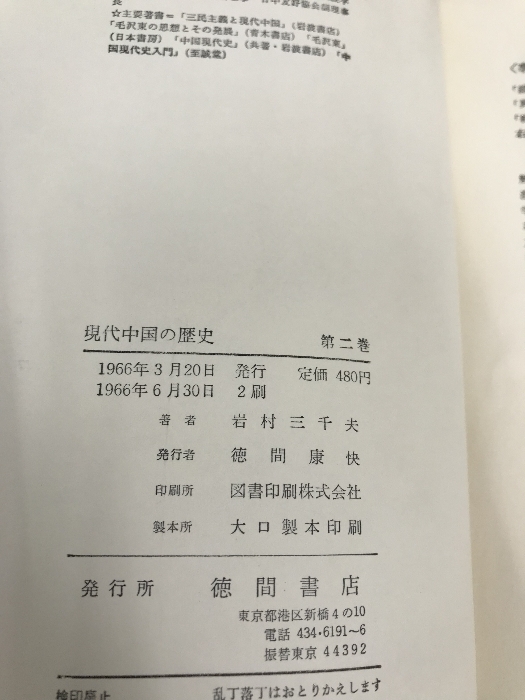 ☆主要著書=「三民主義と現代中国」(岩波書店)
「毛沢東の思想とその発展」(青木書店)「毛沢東」
(日本書房)「中国現代史」(共著・岩波書店)「中
国現代史入門」(至誠堂)
現代中国の歴史 第二巻
1966年3月20日 発行 定価 480円
1966年6月30日 2刷
著者 岩村三千夫
発行者 徳間康快
印刷所 図書印刷株式会社
製本所 大口製本印刷
発行所 徳間書店
東京都港区新橋4の10
電話 434・6191~6
振替東京 44392
検印廃止 乱丁落丁はおとりかえします